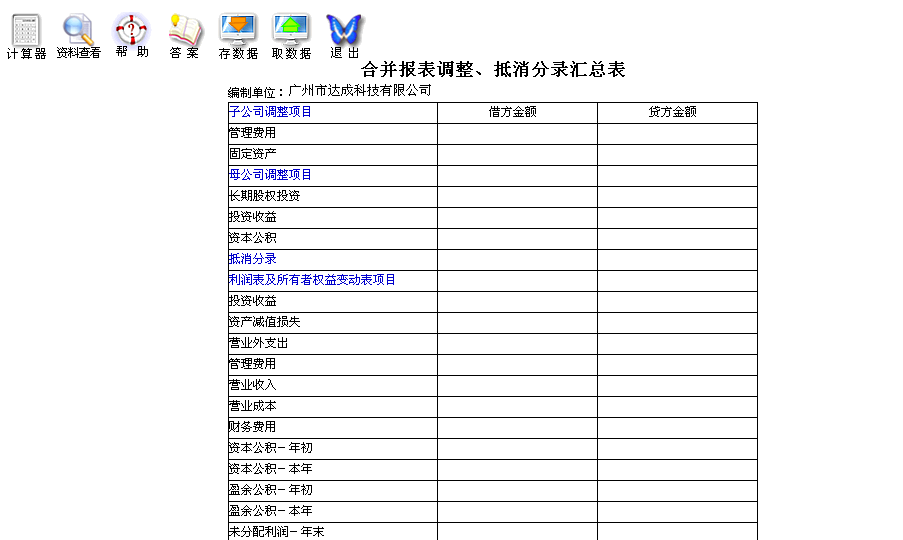 计算器 资料查看 帮 助 答 案 存数据 取数据 退 出
合并报表调整、抵消分录汇总表
编制单位：广州市达成科技有限公司
子公司调整项目 借方金额 贷方金额
管理费用
固定资产
母公司调整项目
长期股权投资
投资收益
资本公积
抵消分录
利润表及所有者权益变动表项目
投资收益
资产减值损失
营业外支出
管理费用
营业收入
营业成本
财务费用
资本公积－年初
资本公积－本年
盈余公积－年初
盈余公积－本年
未分配利润－年末